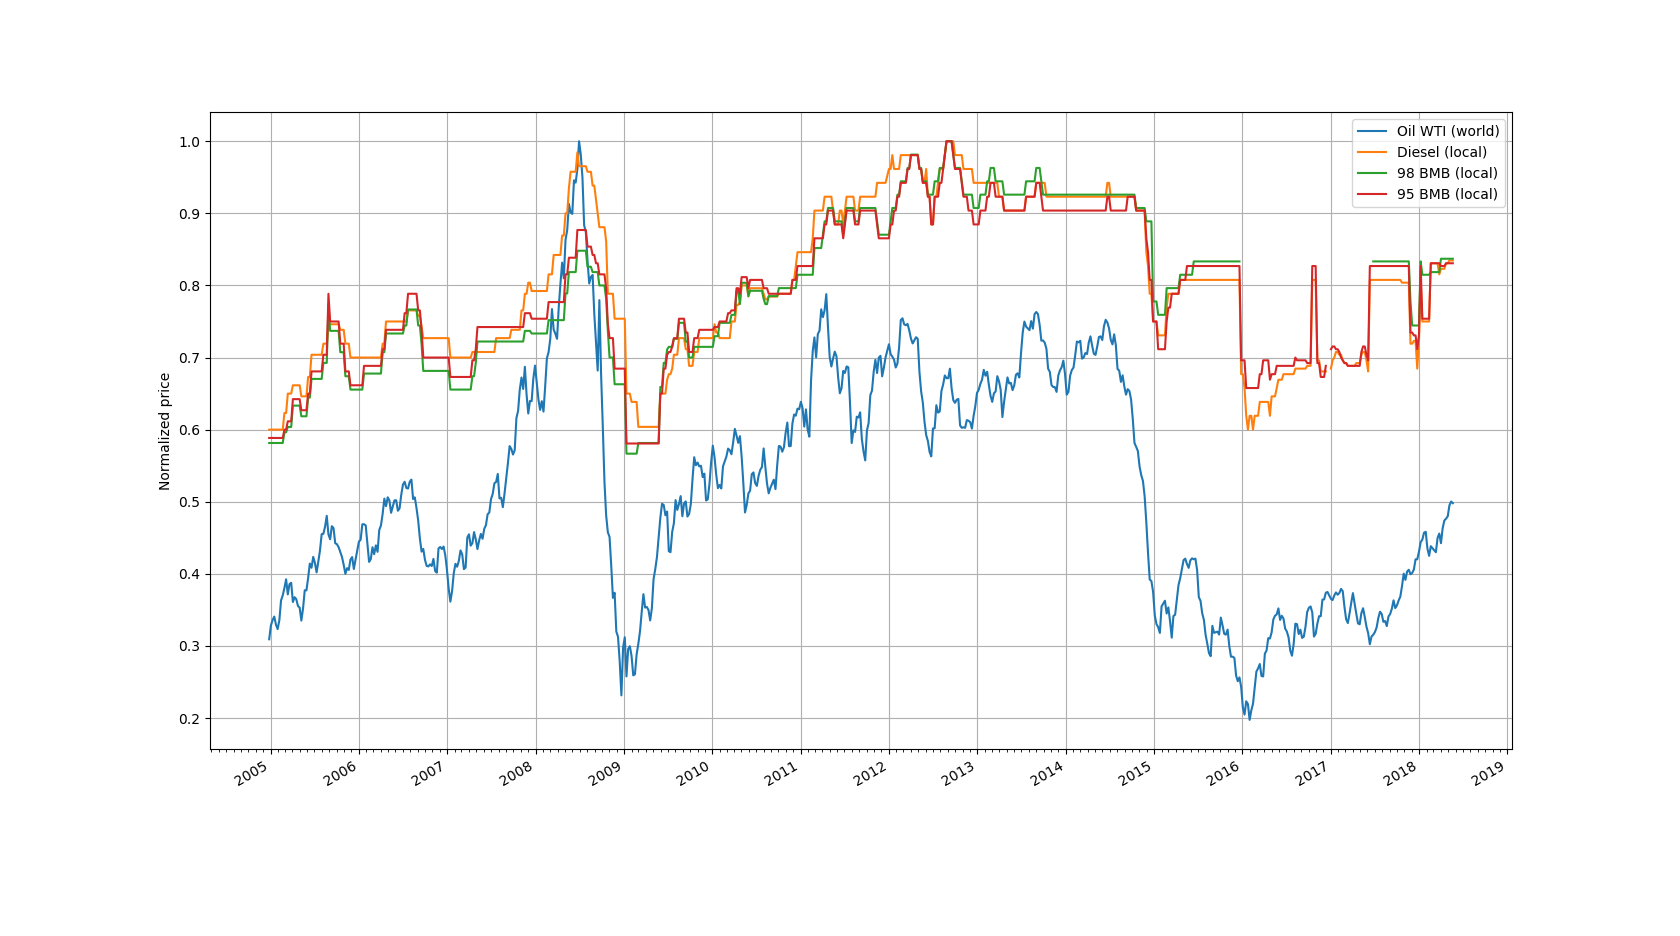 Oil WTI (world)
Diesel (local)
98 BMB (local)
95 BMB (local)
Normalized price
1.0
0.9
0.8
0.7
0.6
0.5
0.4
0.3
0.2
2005 2006 2007 2008 2009 2010 2011 2012 2013 2014 2015 2016 2017 2018 2019